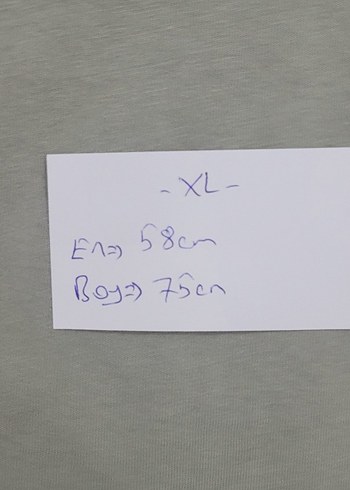 - XL -
En => 58cm
Boy => 75cm